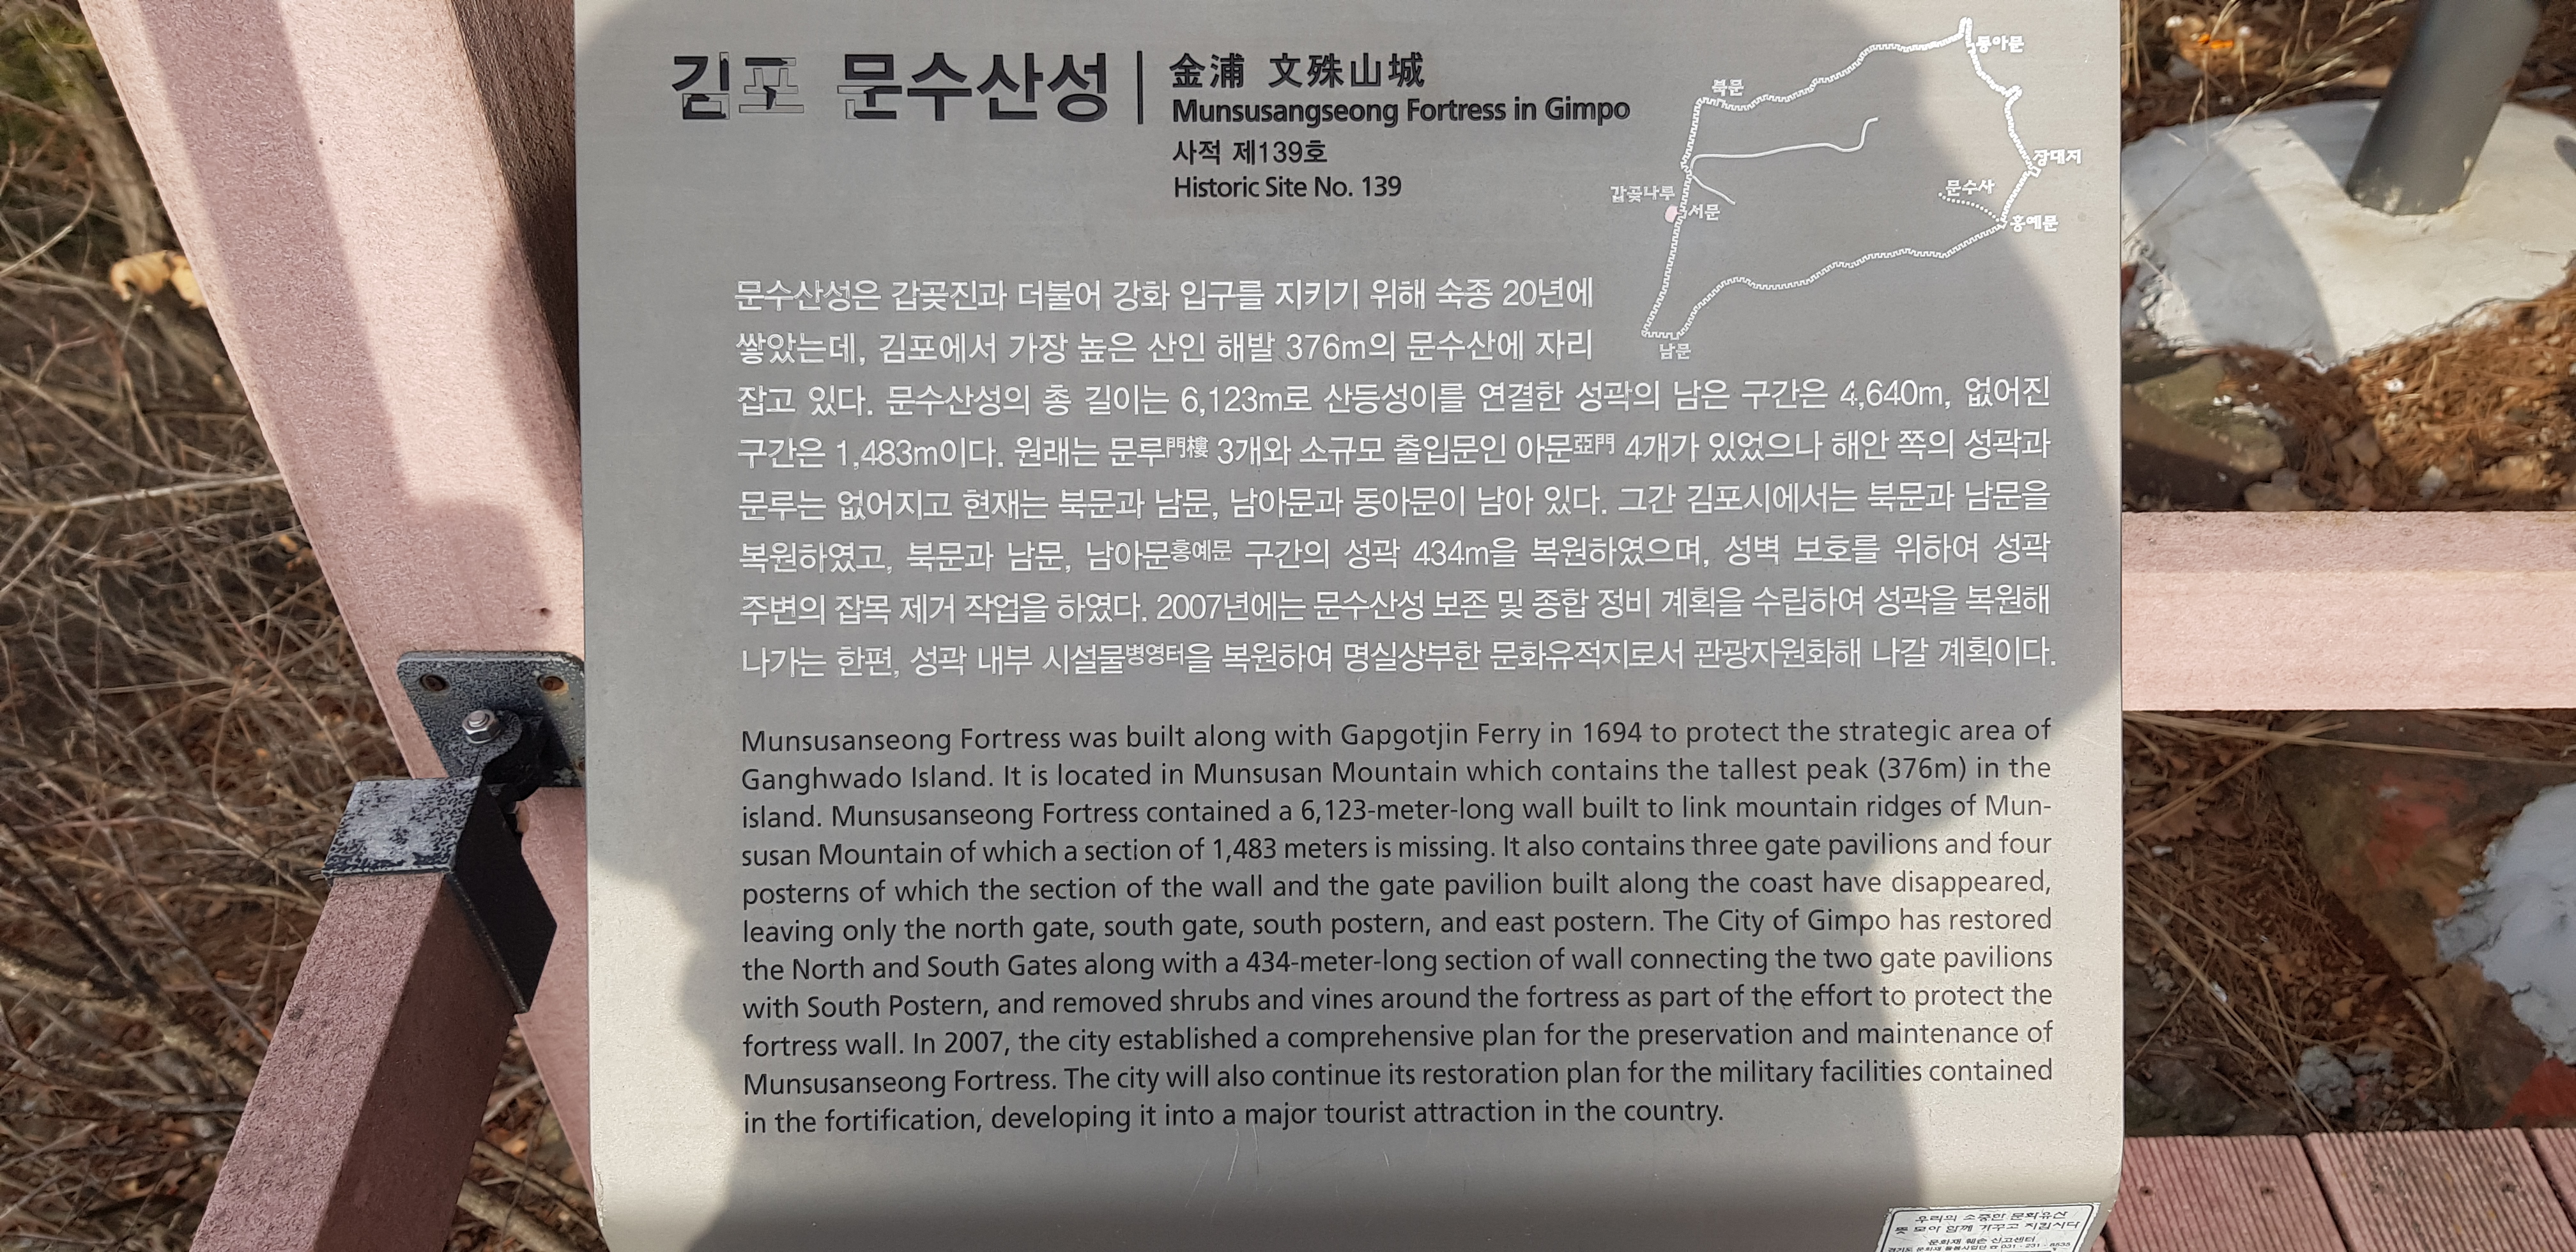 김포 문수산성
金浦 文殊山城
Munsusangseong Fortress in Gimpo
사적 제139호
Historic Site No. 139
동아문
북문
장대지
문수사
갑곶나루
서문
홍예문
남문
문수산성은 갑곶진과 더불어 강화 입구를 지키기 위해 숙종 20년에
쌓았는데, 김포에서 가장 높은 산인 해발 376m의 문수산에 자리
잡고 있다. 문수산성의 총 길이는 6,123m로 산등성이를 연결한 성곽의 남은 구간은 4,640m, 없어진
구간은 1,483m이다. 원래는 문루門樓 3개와 소규모 출입문인 아문亞門 4개가 있었으나 해안 쪽의 성곽과
문루는 없어지고 현재는 북문과 남문, 남아문과 동아문이 남아 있다. 그간 김포시에서는 북문과 남문을
복원하였고, 북문과 남문, 남아문홍예문 구간의 성곽 434m을 복원하였으며, 성벽 보호를 위하여 성곽
주변의 잡목 제거 작업을 하였다. 2007년에는 문수산성 보존 및 종합 정비 계획을 수립하여 성곽을 복원해
나가는 한편, 성곽 내부 시설물병영터을 복원하여 명실상부한 문화유적지로서 관광자원화해 나갈 계획이다.
Munsusanseong Fortress was built along with Gapgotjin Ferry in 1694 to protect the strategic area of
Ganghwado Island. It is located in Munsusan Mountain which contains the tallest peak (376m) in the
island. Munsusanseong Fortress contained a 6,123-meter-long wall built to link mountain ridges of Mun-
susan Mountain of which a section of 1,483 meters is missing. It also contains three gate pavilions and four
posterns of which the section of the wall and the gate pavilion built along the coast have disappeared,
leaving only the north gate, south gate, south postern, and east postern. The City of Gimpo has restored
the North and South Gates along with a 434-meter-long section of wall connecting the two gate pavilions
with South Postern, and removed shrubs and vines around the fortress as part of the effort to protect the
fortress wall. In 2007, the city established a comprehensive plan for the preservation and maintenance of
Munsusanseong Fortress. The city will also continue its restoration plan for the military facilities contained
in the fortification, developing it into a major tourist attraction in the country.
우리의 소중한 문화유산
뜻 모아 함께 가꾸고 지킵시다
문화재 훼손 신고센터